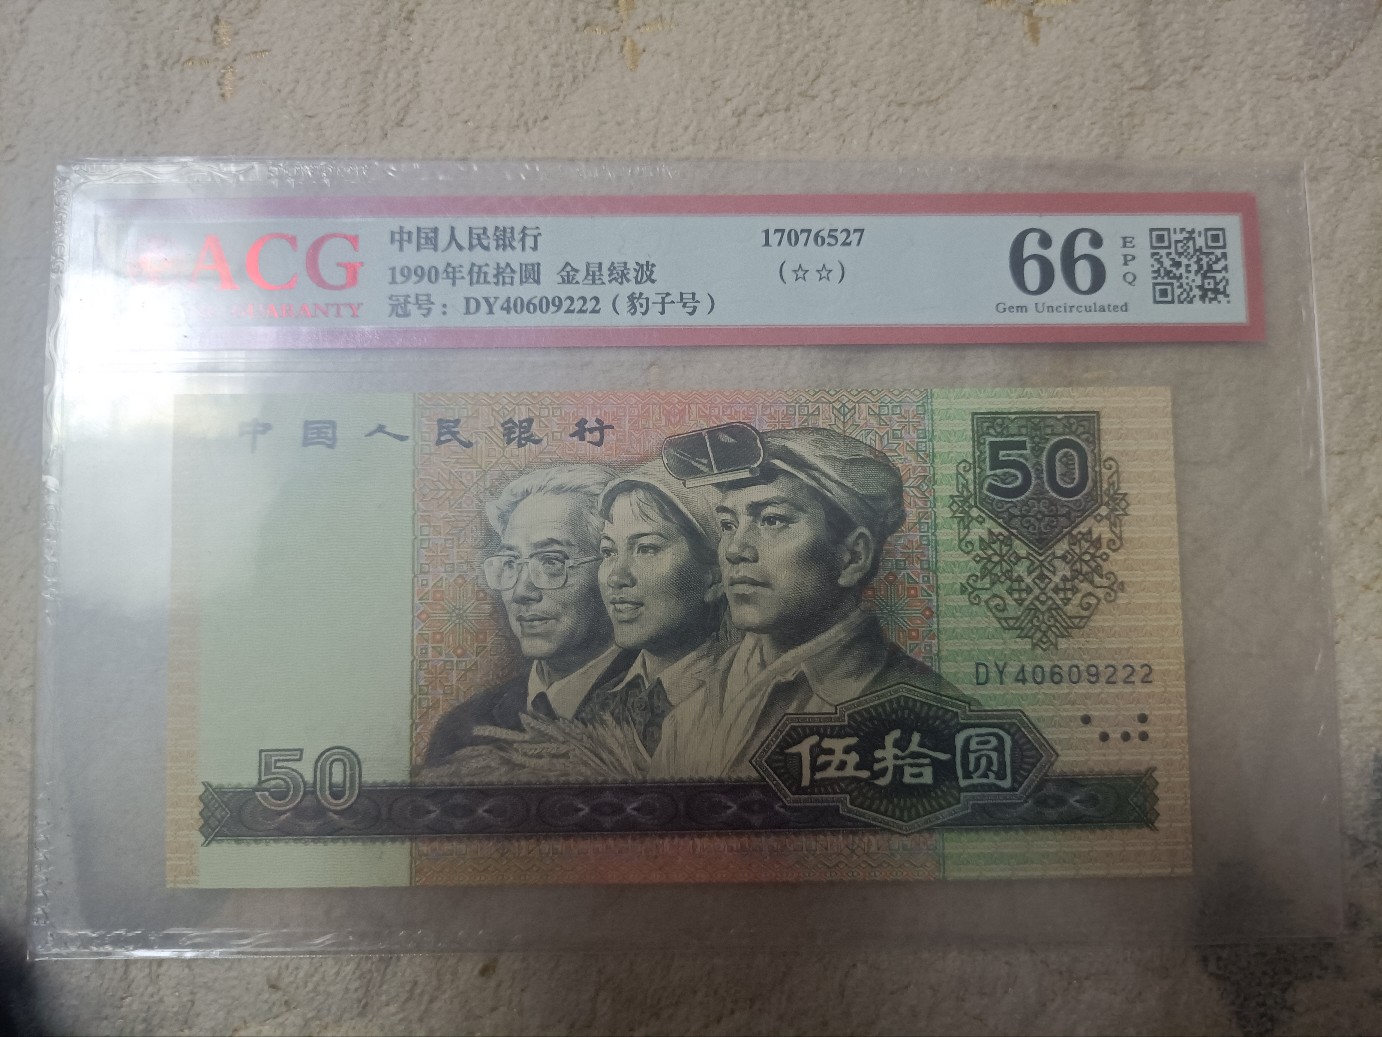 ACG
GUARANTY
中国人民银行
1990年伍拾圆 金星绿波
冠号：DY40609222（豹子号）
17076527
（☆☆）
66
EPQ
Gem Uncirculated
中国人民银行
50
DY40609222
伍拾圆
50